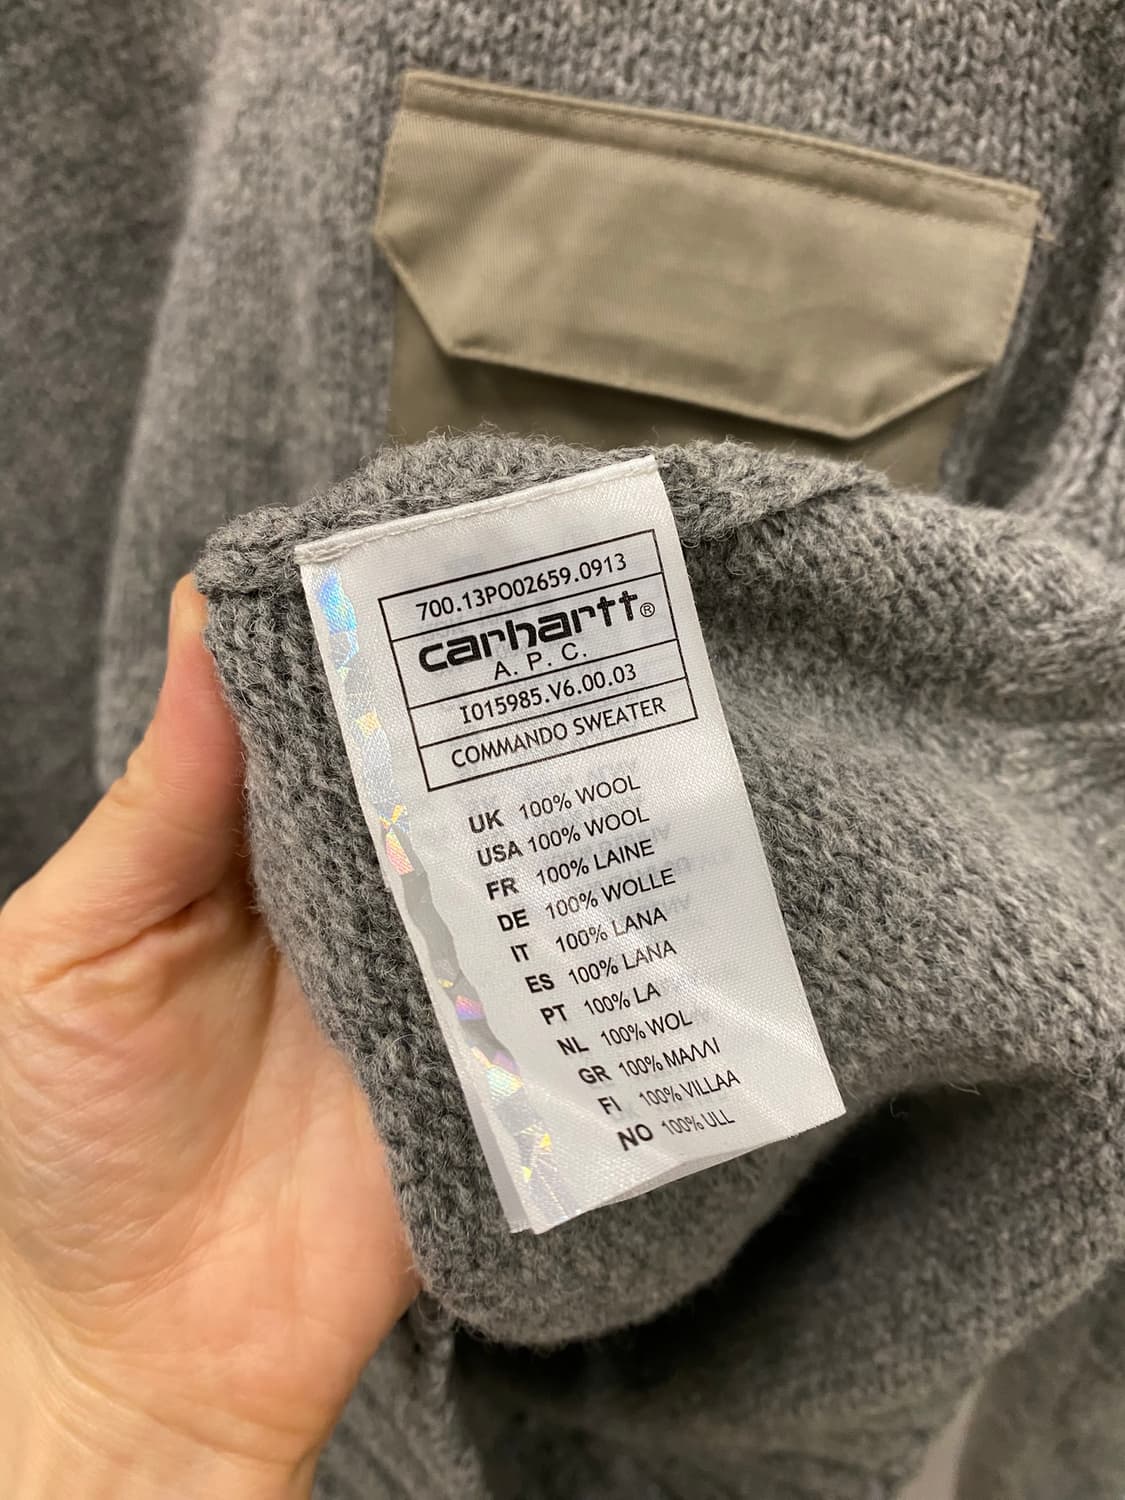 700.13PO02659.0913
carhartt®
A. P. C.
I015985.V6.00.03
COMMANDO SWEATER
UK 100% WOOL
USA 100% WOOL
FR 100% LAINE
DE 100% WOLLE
IT 100% LANA
ES 100% LANA
PT 100% LA
NL 100% WOL
GR 100% ΜΑΛΛΙ
FI 100% VILLAA
NO 100% ULL